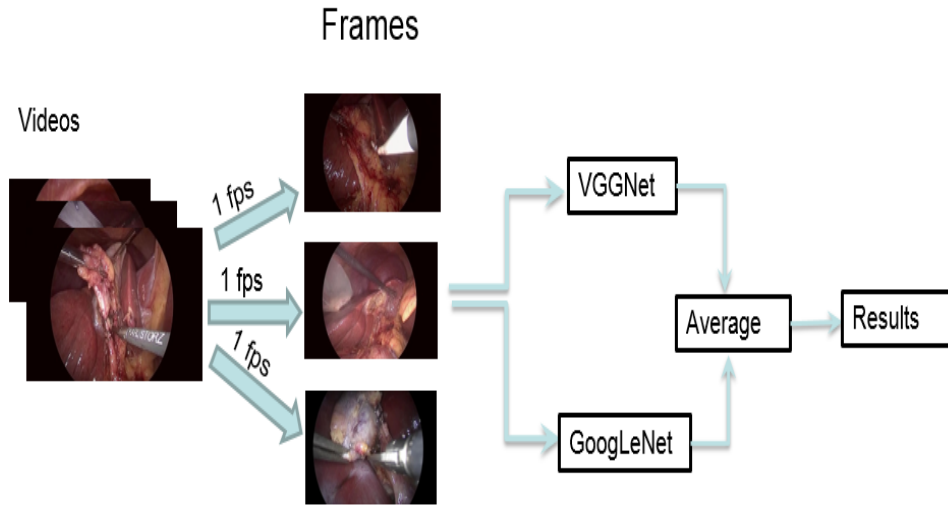 Frames
Videos
1 fps
1 fps
1 fps
VGGNet
Average
Results
GoogLeNet